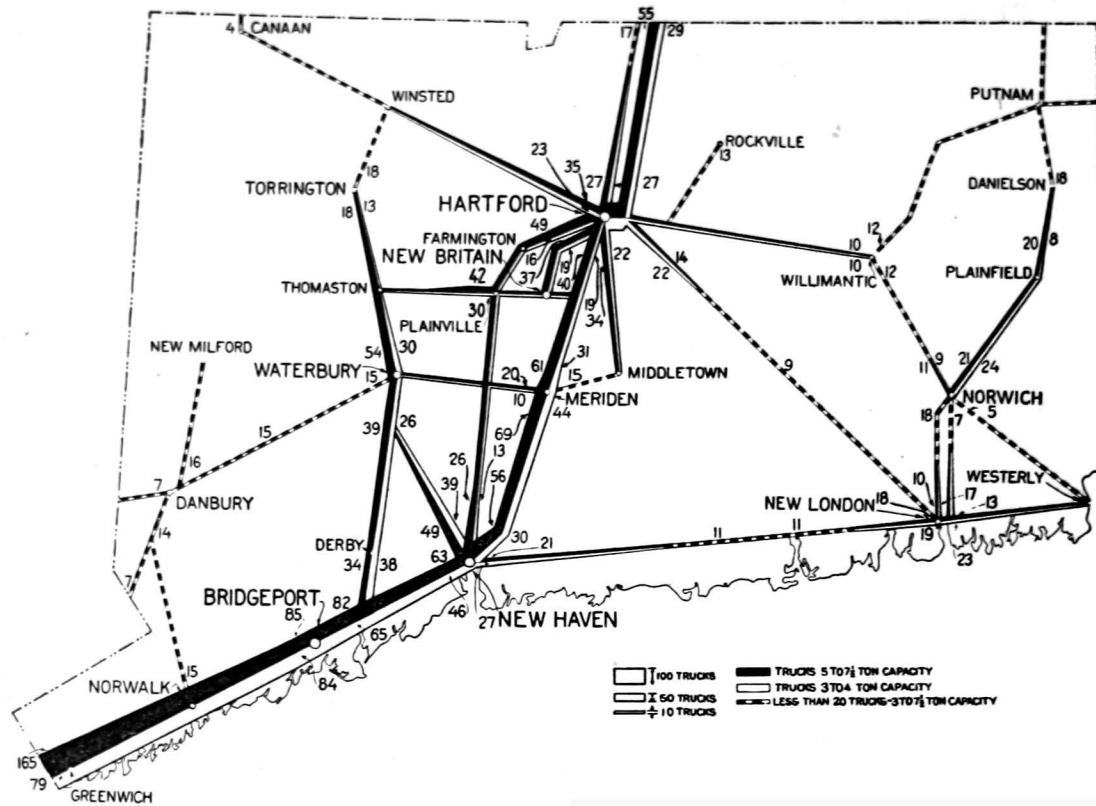 55
17
29
4 CANAAN
WINSTED
PUTNAM
ROCKVILLE
13
23
35
18
TORRINGTON
18 13
27
27
DANIELSON
18
HARTFORD
49
FARMINGTON
NEW BRITAIN
16
37
19
40
22
14
22
12
10
10
12
WILLIMANTIC
20 8
PLAINFIELD
42
THOMASTON
30
PLAINVILLE
19
34
NEW MILFORD
54
30
WATERBURY
15
61
31
20
10
15
MIDDLETOWN
MERIDEN
44
9
11
9
21
24
NORWICH
18
7
5
39
26
69
15
16
13
26
39
56
7
DANBURY
14
7
10
WESTERLY
NEW LONDON
18
17
13
19
23
DERBY
34
38
49
63
30
21
11
11
BRIDGEPORT
82
85
65
46
27 NEW HAVEN
84
15
NORWALK
165
79
GREENWICH
100 TRUCKS
50 TRUCKS
10 TRUCKS
TRUCKS 5 TO 7½ TON CAPACITY
TRUCKS 3 TO 4 TON CAPACITY
LESS THAN 20 TRUCKS-3 TO 7½ TON CAPACITY